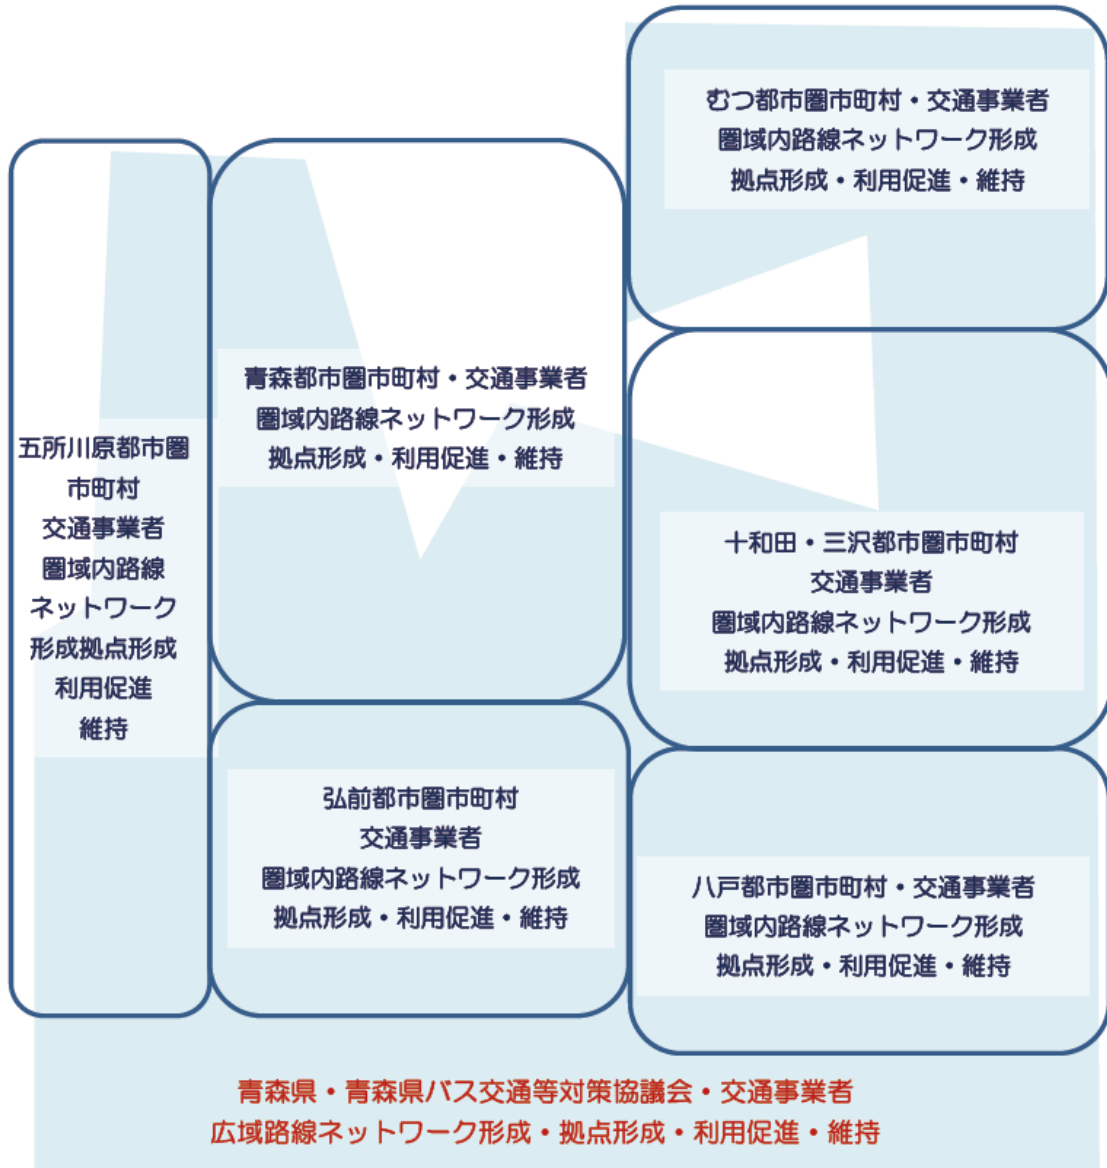 むつ都市圏市町村・交通事業者
圏域内路線ネットワーク形成
拠点形成・利用促進・維持
青森都市圏市町村・交通事業者
圏域内路線ネットワーク形成
拠点形成・利用促進・維持
五所川原都市圏
市町村
交通事業者
圏域内路線
ネットワーク
形成拠点形成
利用促進
維持
十和田・三沢都市圏市町村
交通事業者
圏域内路線ネットワーク形成
拠点形成・利用促進・維持
弘前都市圏市町村
交通事業者
圏域内路線ネットワーク形成
拠点形成・利用促進・維持
八戸都市圏市町村・交通事業者
圏域内路線ネットワーク形成
拠点形成・利用促進・維持
青森県・青森県バス交通等対策協議会・交通事業者
広域路線ネットワーク形成・拠点形成・利用促進・維持